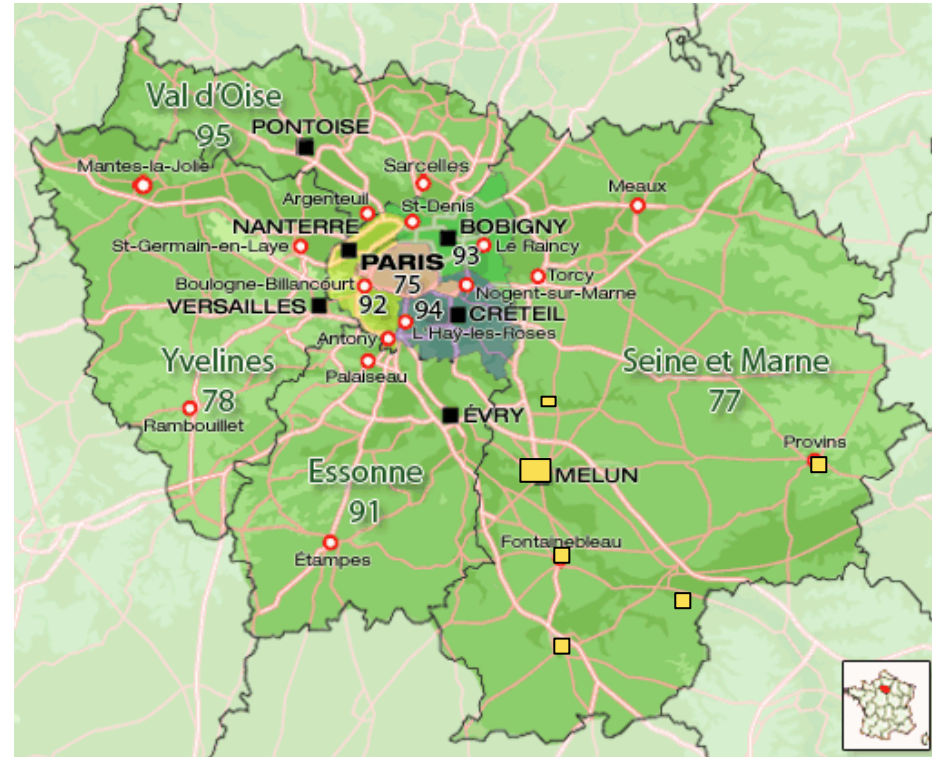 Val d'Oise
95
PONTOISE
Mantes-la-Jolie
Sarcelles
Argenteuil
St-Denis
Meaux
NANTERRE
BOBIGNY
St-Germain-en-Laye
93
Le Raincy
PARIS
Torcy
75
Boulogne-Billancourt
Nogent-sur-Marne
92
VERSAILLES
94
CRÉTEIL
L'Haÿ-les-Roses
Antony
Yvelines
78
Palaiseau
Seine et Marne
77
Rambouillet
ÉVRY
Provins
Essonne
91
MELUN
Fontainebleau
Étampes